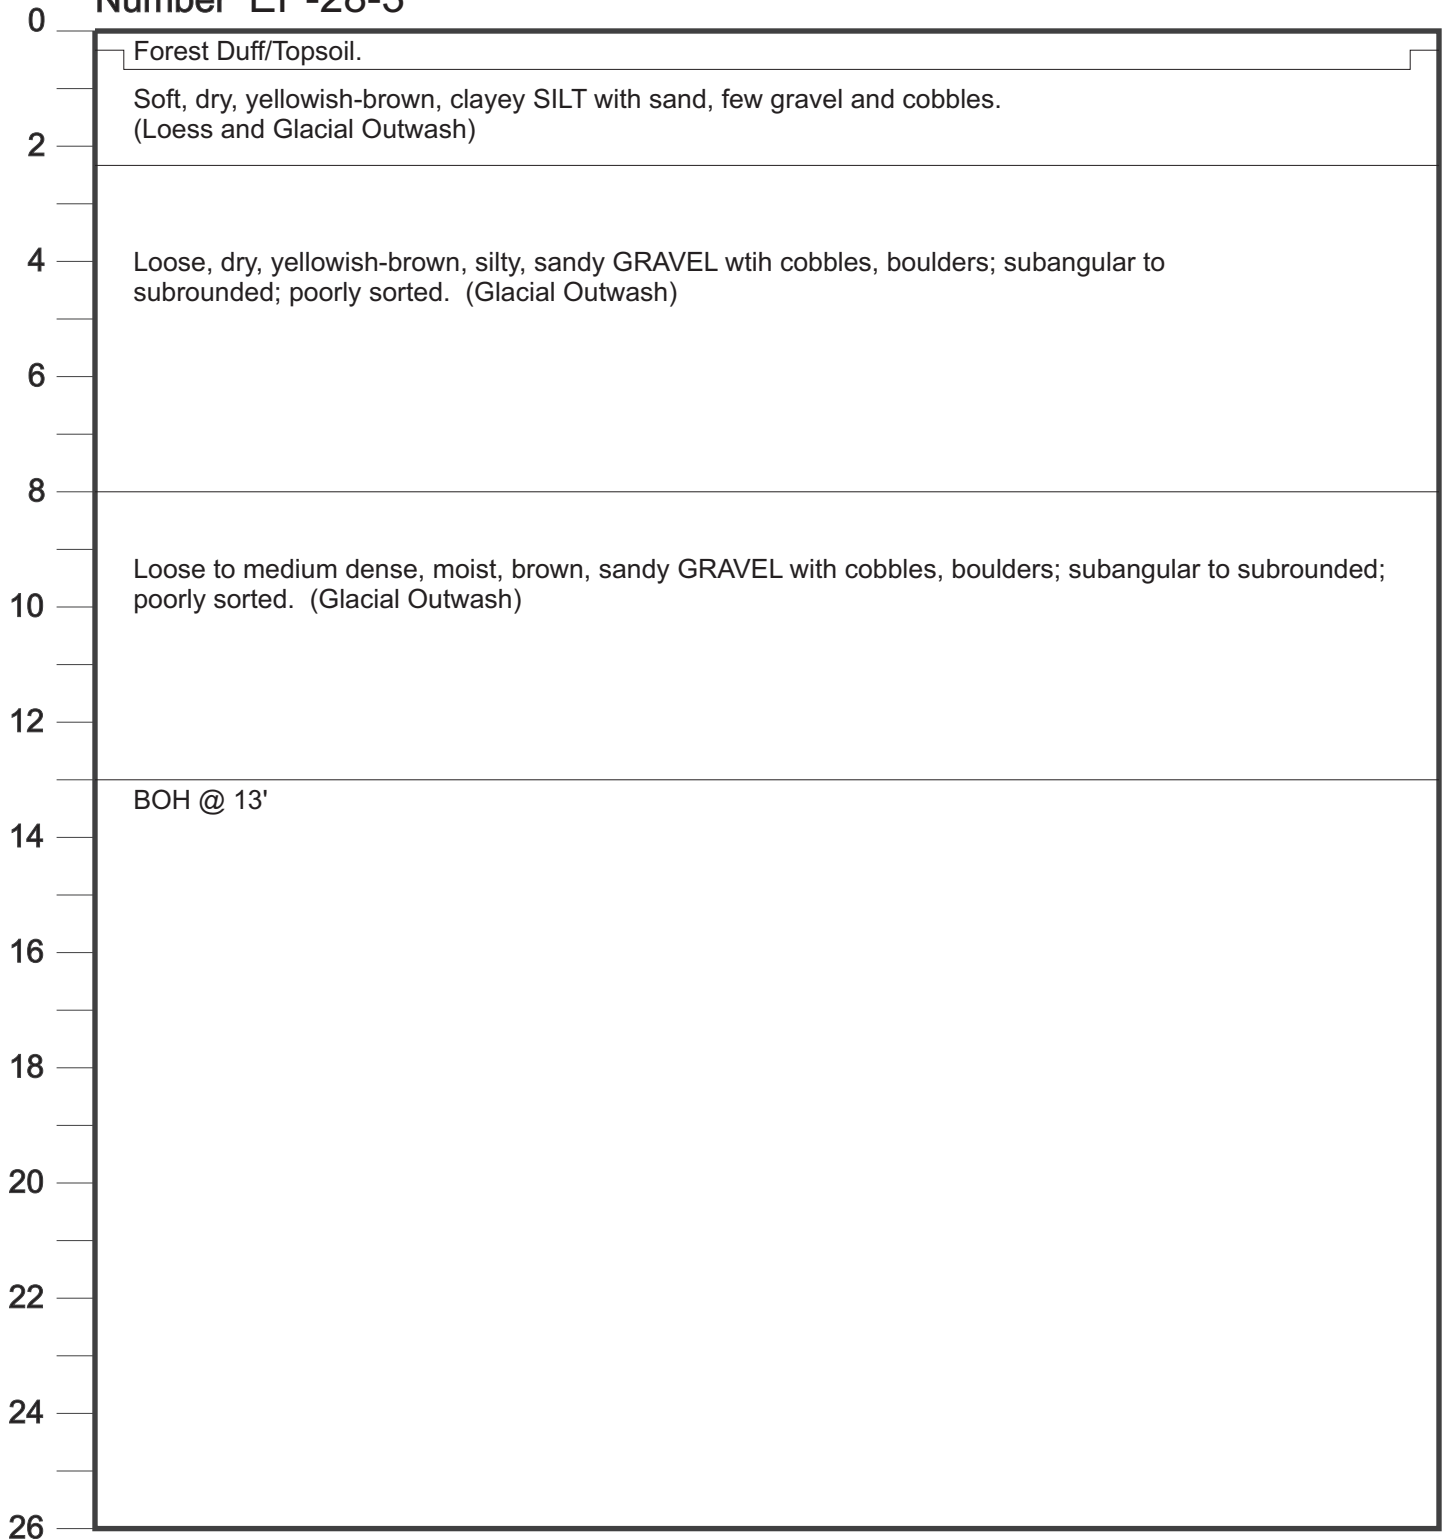 Number
0
Forest Duff/Topsoil.
Soft, dry, yellowish-brown, clayey SILT with sand, few gravel and cobbles.
(Loess and Glacial Outwash)
2
4
Loose, dry, yellowish-brown, silty, sandy GRAVEL wtih cobbles, boulders; subangular to
subrounded; poorly sorted.  (Glacial Outwash)
6
8
Loose to medium dense, moist, brown, sandy GRAVEL with cobbles, boulders; subangular to subrounded;
poorly sorted.  (Glacial Outwash)
10
12
BOH @ 13'
14
16
18
20
22
24
26